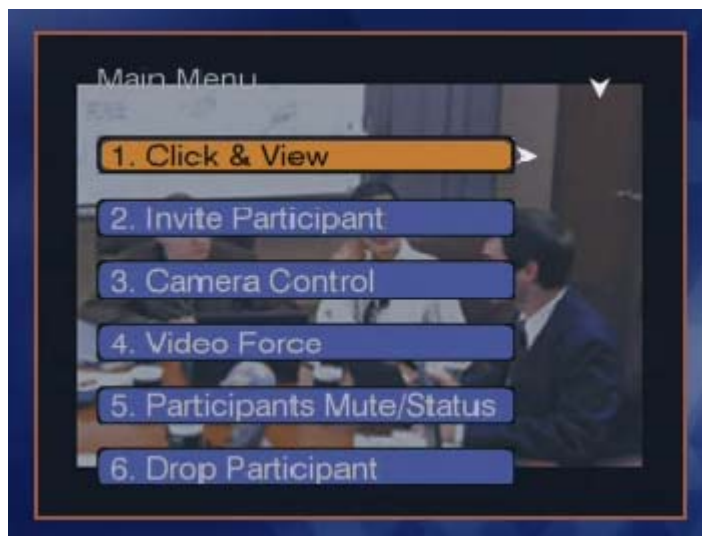 Main Menu
1. Click & View
2. Invite Participant
3. Camera Control
4. Video Force
5. Participants Mute/Status
6. Drop Participant